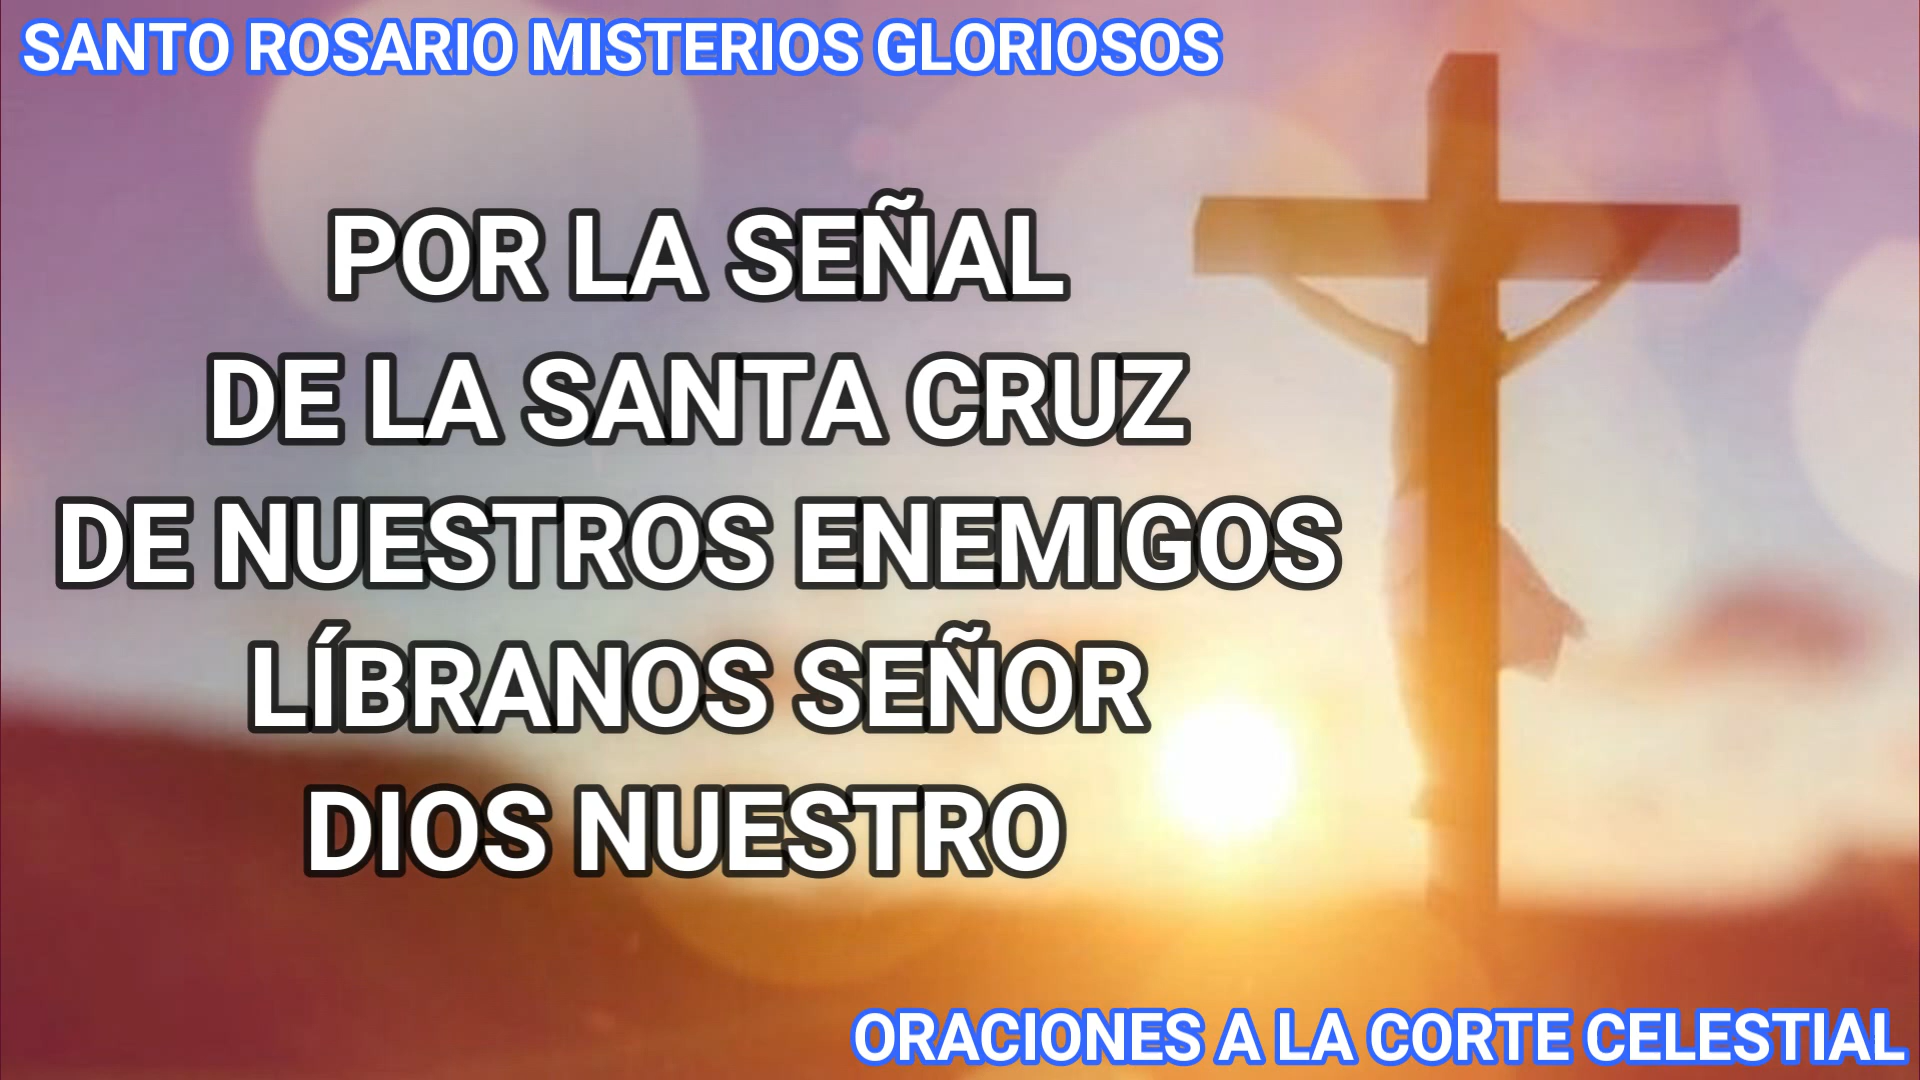 SANTO ROSARIO MISTERIOS GLORIOSOS
POR LA SEÑAL
DE LA SANTA CRUZ
DE NUESTROS ENEMIGOS
LÍBRANOS SEÑOR
DIOS NUESTRO
ORACIONES A LA CORTE CELESTIAL